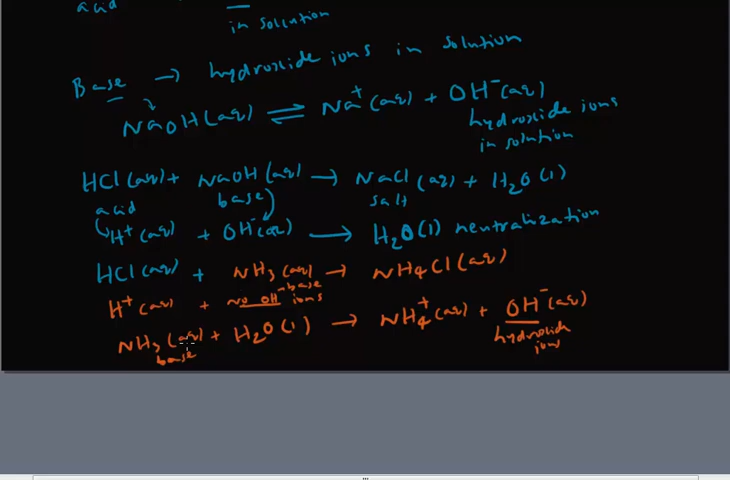 acid
in solution
Base → hydroxide ions in solution
NaOH(aq) ⇌ Na⁺(aq) + OH⁻(aq)
hydroxide ions
in solution
HCl(aq) + NaOH(aq) → NaCl(aq) + H₂O(l)
acid base salt
H⁺(aq) + OH⁻(aq) → H₂O(l) neutralization
HCl(aq) + NH₃(aq) → NH₄Cl(aq)
base
H⁺(aq) + no OH⁻ ions
NH₃(aq) + H₂O(l) → NH₄⁺(aq) + OH⁻(aq)
base hydroxide
ions